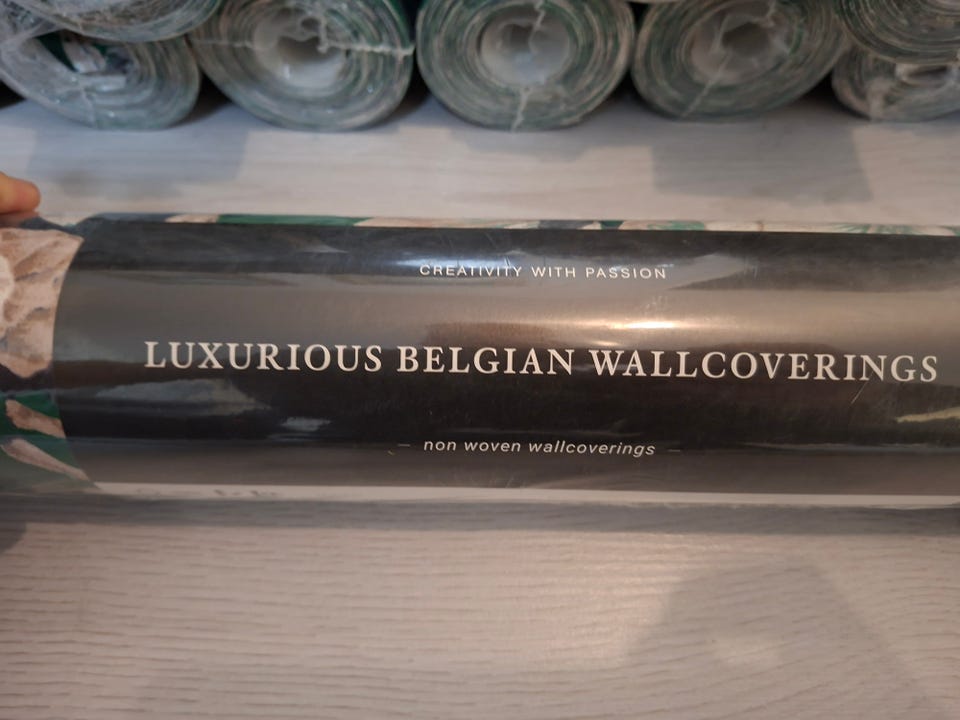 CREATIVITY WITH PASSION
LUXURIOUS BELGIAN WALLCOVERINGS
– non woven wallcoverings –